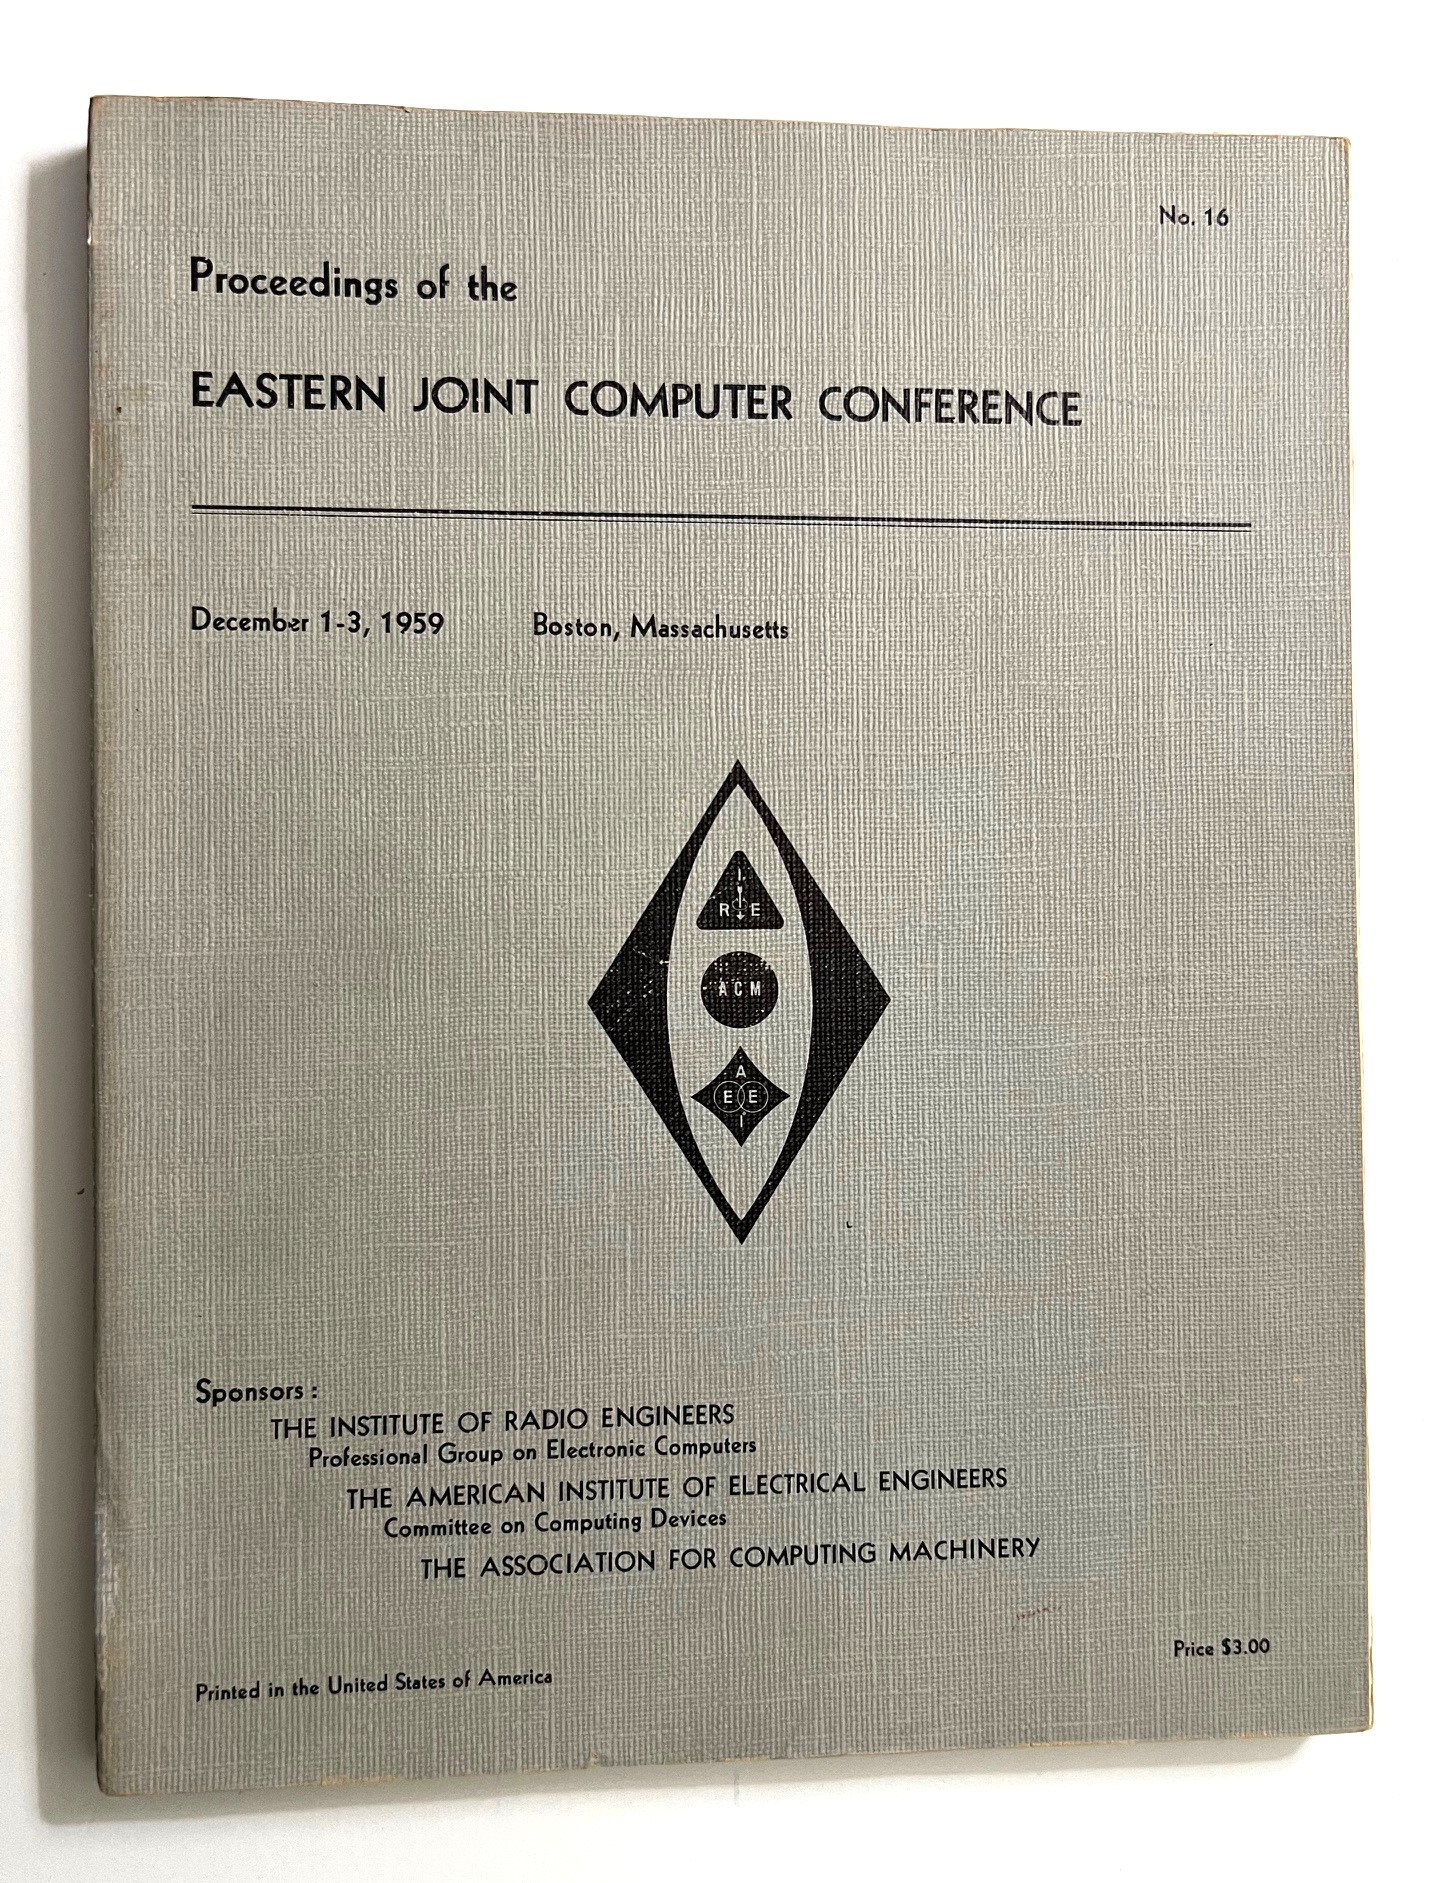 No. 16
Proceedings of the
EASTERN JOINT COMPUTER CONFERENCE
December 1-3, 1959 Boston, Massachusetts
I
R E
ACM
A
E E
I
Sponsors :
THE INSTITUTE OF RADIO ENGINEERS
Professional Group on Electronic Computers
THE AMERICAN INSTITUTE OF ELECTRICAL ENGINEERS
Committee on Computing Devices
THE ASSOCIATION FOR COMPUTING MACHINERY
Price $3.00
Printed in the United States of America